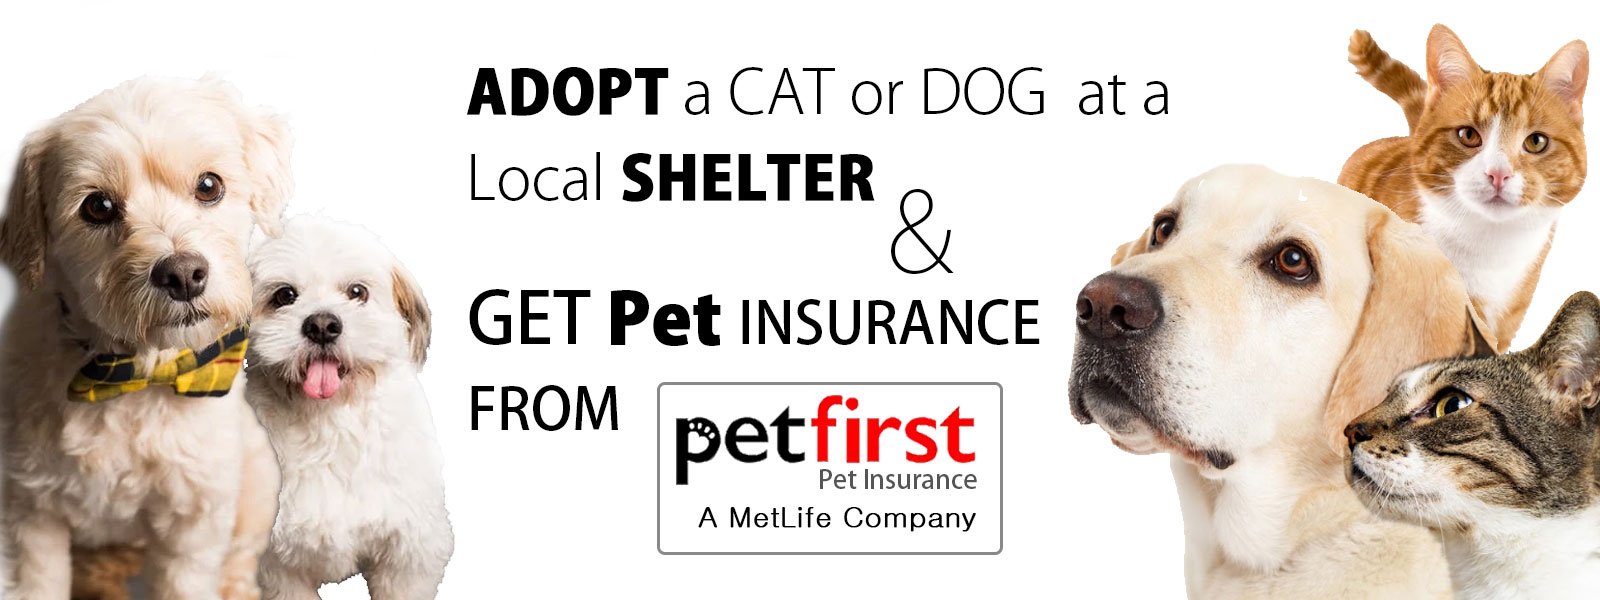 ADOPT a CAT or DOG at a
Local SHELTER
&
GET Pet INSURANCE
FROM
petfirst
Pet Insurance
A MetLife Company